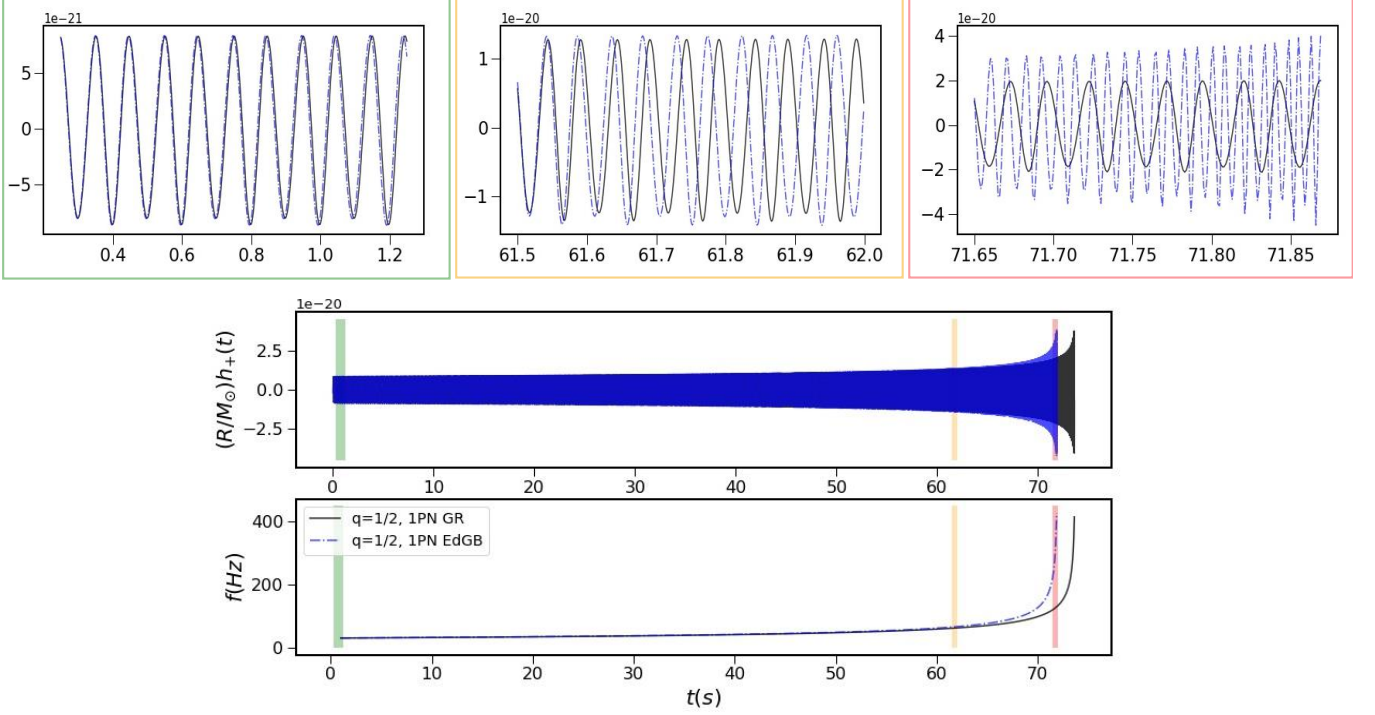 1e−21
5
0
−5
0.4 0.6 0.8 1.0 1.2
1e−20
1
0
−1
61.5 61.6 61.7 61.8 61.9 62.0
1e−20
4
2
0
−2
−4
71.65 71.70 71.75 71.80 71.85
1e−20
(R/M⊙)h+(t)
2.5
0.0
−2.5
0 10 20 30 40 50 60 70
f(Hz)
400
200
0
q=1/2, 1PN GR
q=1/2, 1PN EdGB
0 10 20 30 40 50 60 70
t(s)